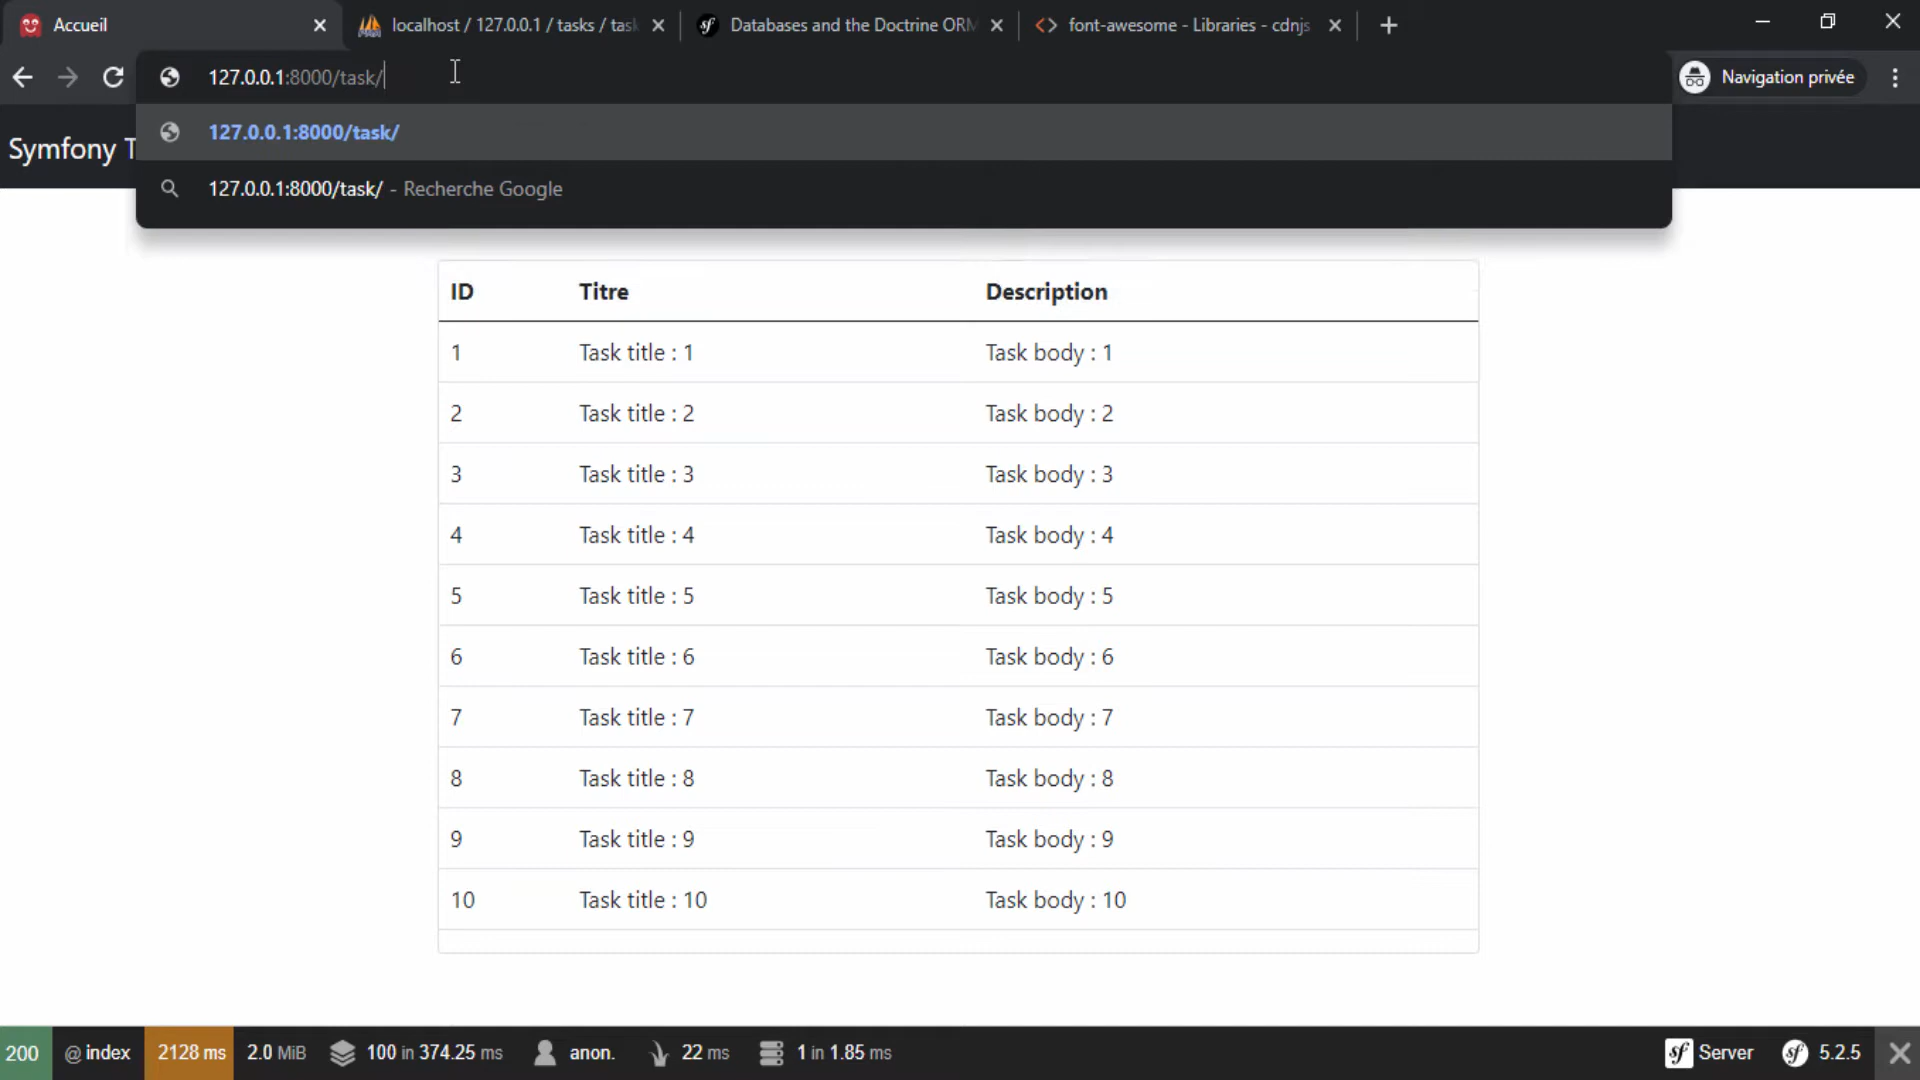 Accueil
localhost / 127.0.0.1 / tasks / task
Databases and the Doctrine ORM
font-awesome - Libraries - cdnjs
127.0.0.1:8000/task/
Navigation privée
127.0.0.1:8000/task/
127.0.0.1:8000/task/ - Recherche Google
Symfony T
ID Titre Description
1 Task title : 1 Task body : 1
2 Task title : 2 Task body : 2
3 Task title : 3 Task body : 3
4 Task title : 4 Task body : 4
5 Task title : 5 Task body : 5
6 Task title : 6 Task body : 6
7 Task title : 7 Task body : 7
8 Task title : 8 Task body : 8
9 Task title : 9 Task body : 9
10 Task title : 10 Task body : 10
200 @ index 2128 ms 2.0 MiB 100 in 374.25 ms anon. 22 ms 1 in 1.85 ms sf Server sf 5.2.5